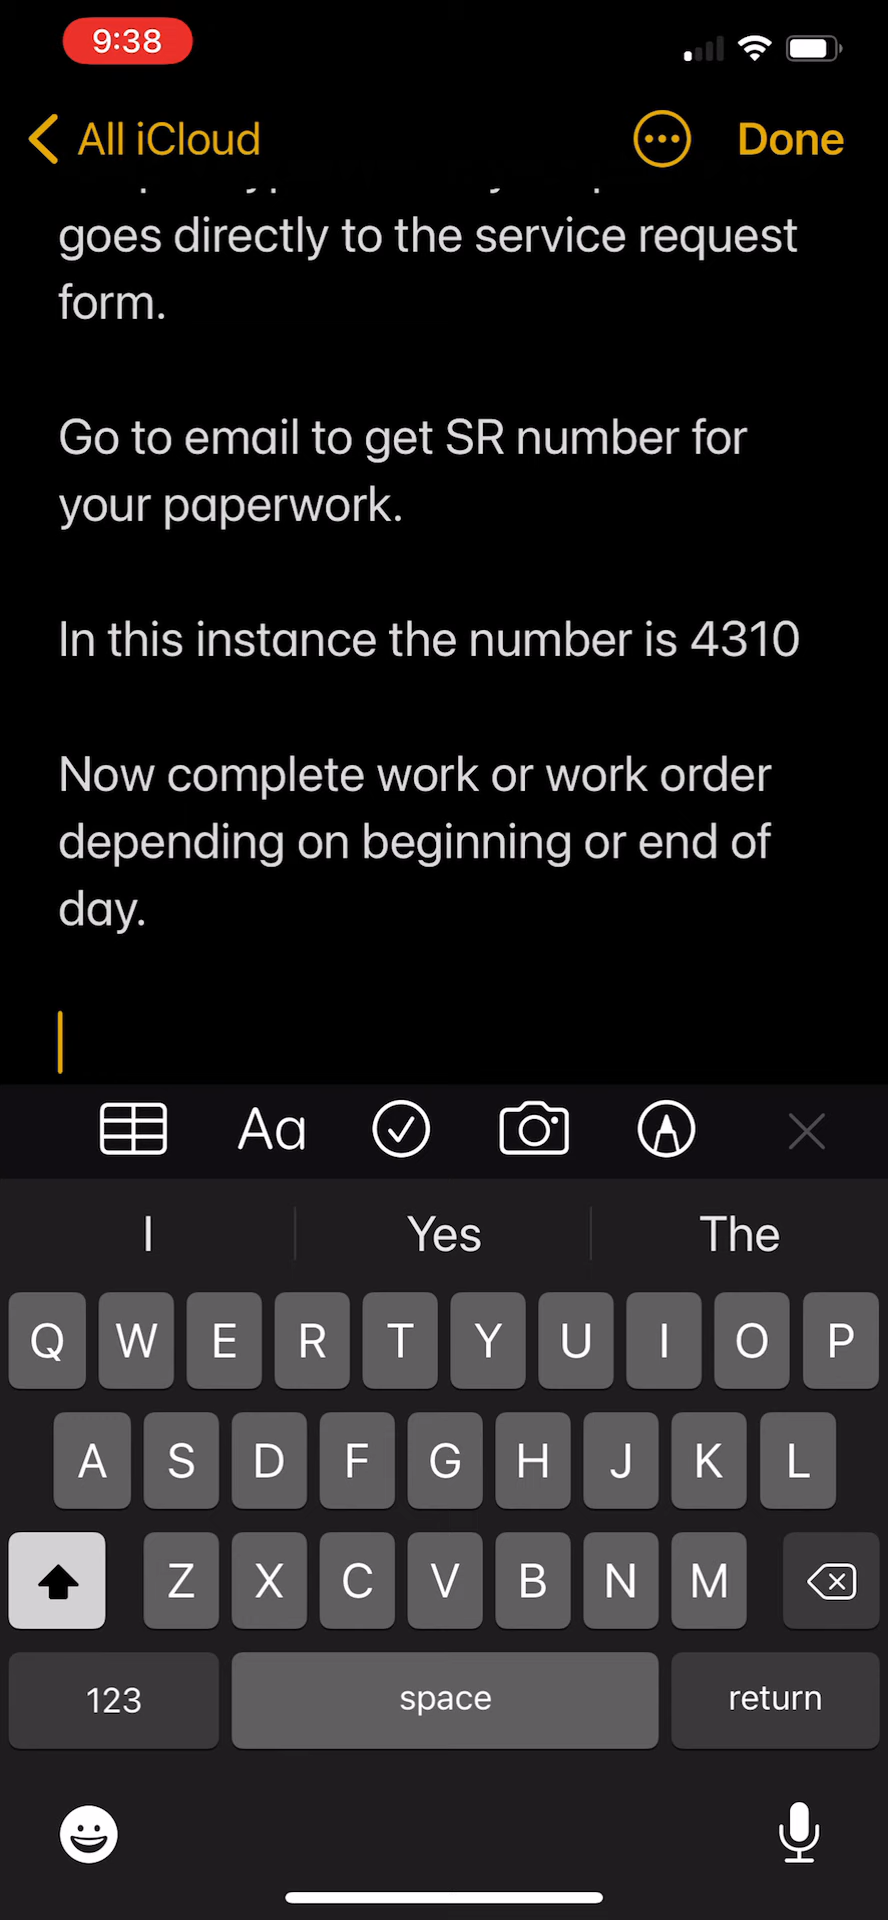 9:38
All iCloud
Done
goes directly to the service request
form.
Go to email to get SR number for
your paperwork.
In this instance the number is 4310
Now complete work or work order
depending on beginning or end of
day.
Aa
I
Yes
The
Q W E R T Y U I O P
A S D F G H J K L
Z X C V B N M
123
space
return